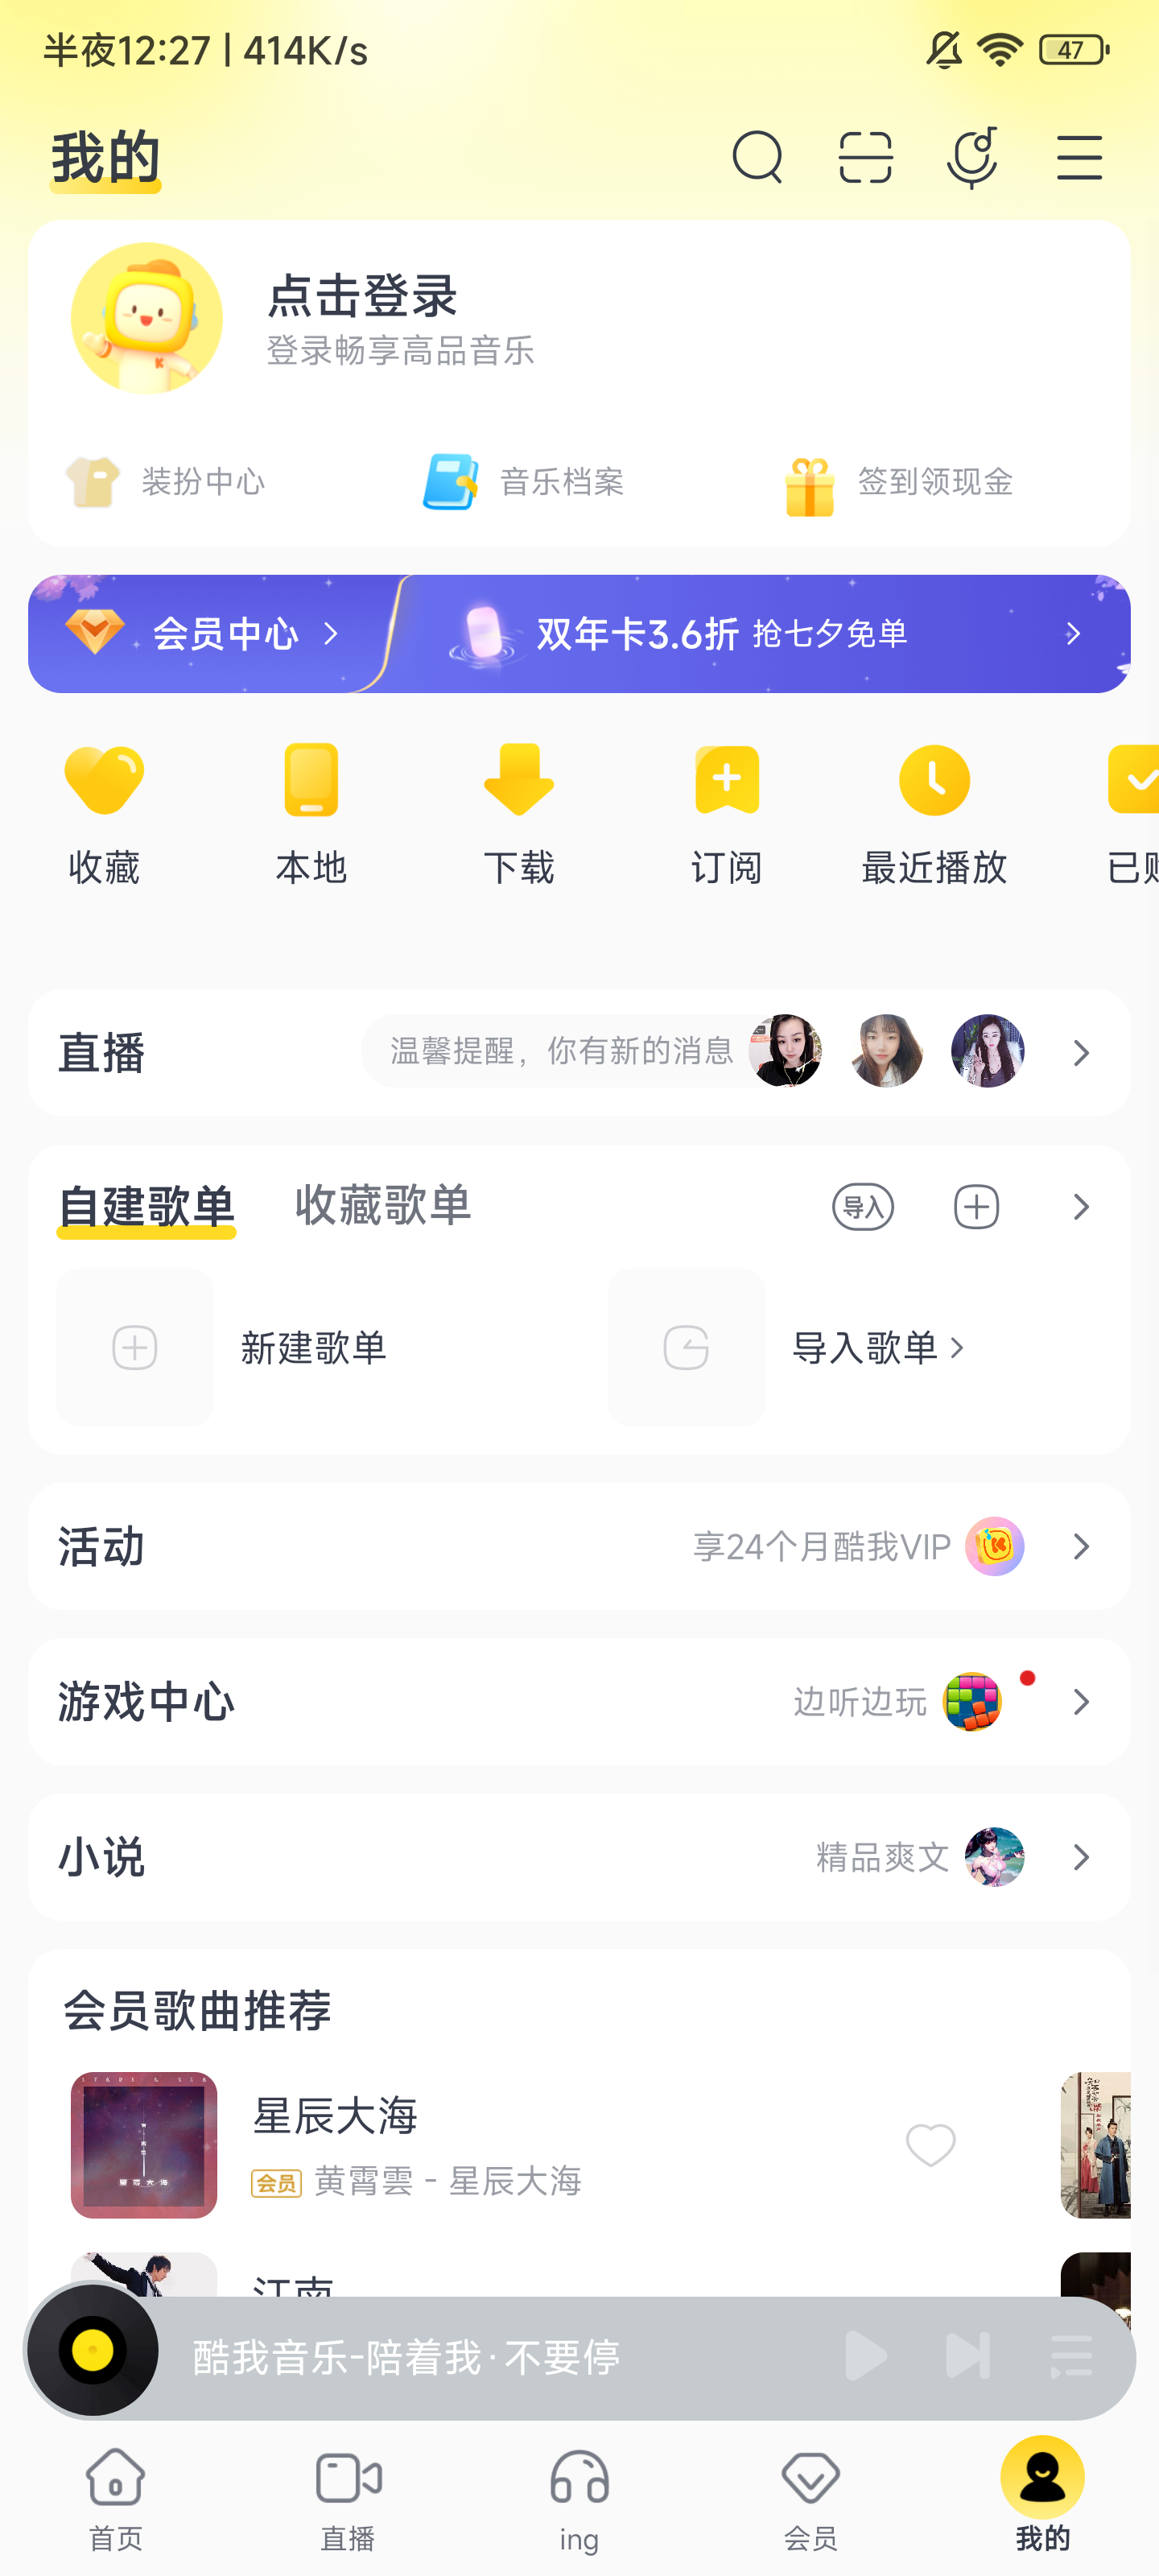 半夜12:27 | 414K/s
47
我的
点击登录
登录畅享高品音乐
装扮中心
音乐档案
签到领现金
会员中心
双年卡3.6折 抢七夕免单
收藏
本地
下载
订阅
最近播放
已
直播
温馨提醒，你有新的消息
自建歌单
收藏歌单
导入
新建歌单
导入歌单
活动
享24个月酷我VIP
游戏中心
边听边玩
小说
精品爽文
会员歌曲推荐
星辰大海
星辰大海
会员 黄霄雲 - 星辰大海
江南
酷我音乐-陪着我·不要停
首页
直播
ing
会员
我的